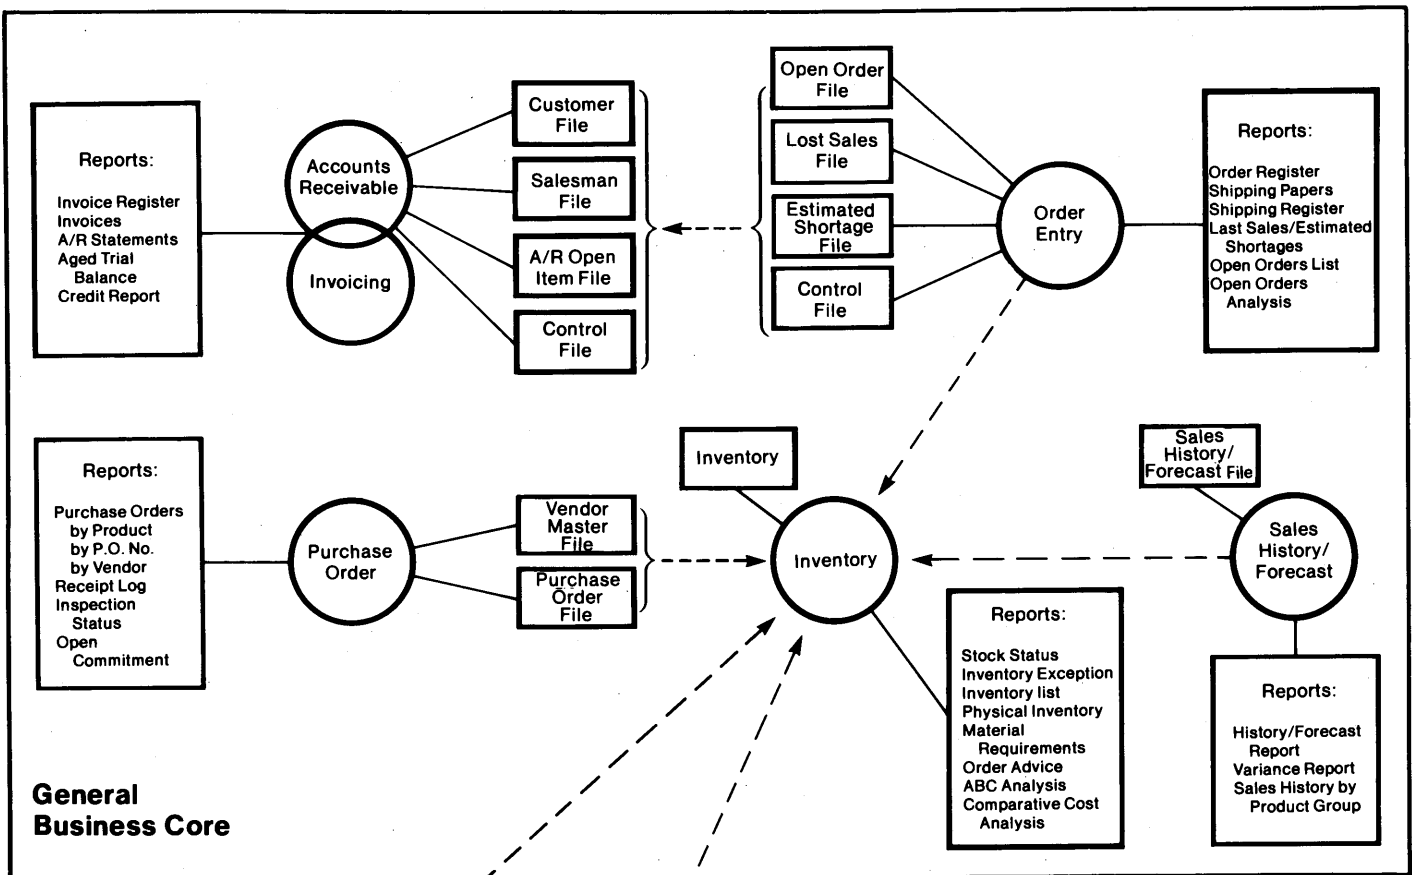 Reports:
Invoice Register
Invoices
A/R Statements
Aged Trial
Balance
Credit Report
Accounts
Receivable
Invoicing
Customer
File
Salesman
File
A/R Open
Item File
Control
File
Open Order
File
Lost Sales
File
Estimated
Shortage
File
Control
File
Order
Entry
Reports:
Order Register
Shipping Papers
Shipping Register
Last Sales/Estimated
Shortages
Open Orders List
Open Orders
Analysis
Reports:
Purchase Orders
by Product
by P.O. No.
by Vendor
Receipt Log
Inspection
Status
Open
Commitment
Purchase
Order
Vendor
Master
File
Purchase
Order
File
Inventory
Inventory
Reports:
Stock Status
Inventory Exception
Inventory list
Physical Inventory
Material
Requirements
Order Advice
ABC Analysis
Comparative Cost
Analysis
Sales
History/
Forecast File
Sales
History/
Forecast
Reports:
History/Forecast
Report
Variance Report
Sales History by
Product Group
General
Business Core